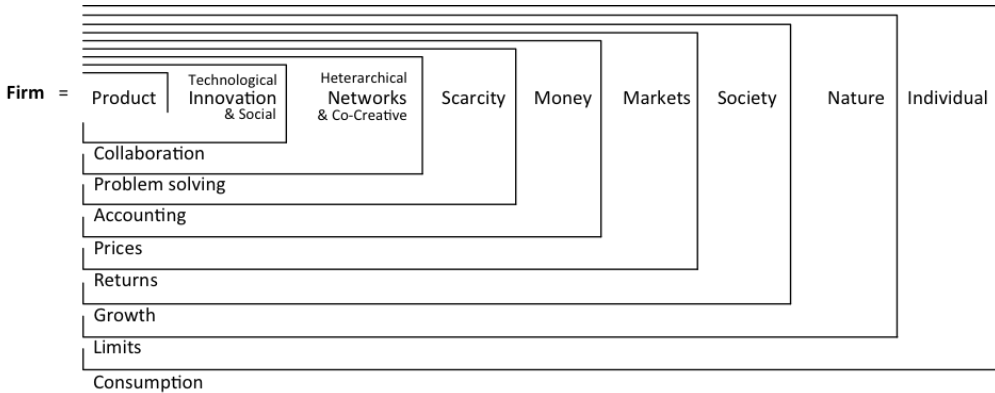 Firm =
Product
Technological
Innovation
& Social
Heterarchical
Networks
& Co-Creative
Scarcity
Money
Markets
Society
Nature
Individual
Collaboration
Problem solving
Accounting
Prices
Returns
Growth
Limits
Consumption